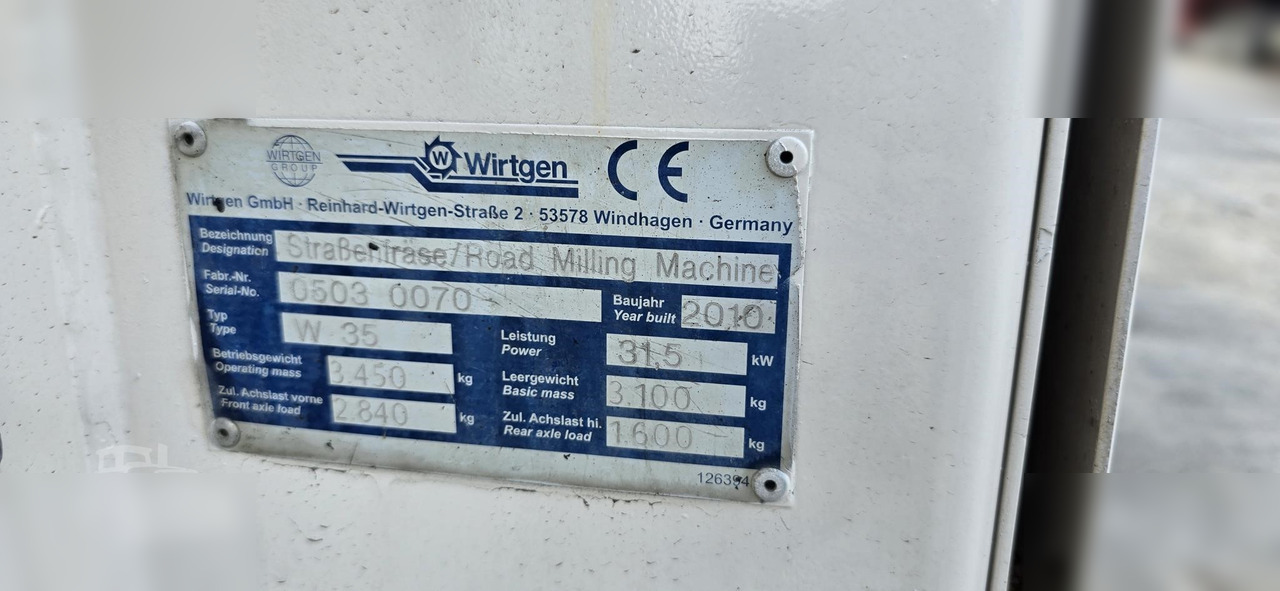 WIRTGEN
GROUP
W Wirtgen CE
Wirtgen GmbH · Reinhard-Wirtgen-Straße 2 · 53578 Windhagen · Germany
Bezeichnung
Designation
Straßenfräse/Road Milling Machine
Fabr.-Nr.
Serial-No.
0503 0070
Baujahr
Year built
2010
Typ
Type
W 35
Leistung
Power
31,5 kW
Betriebsgewicht
Operating mass
3.450 kg
Leergewicht
Basic mass
3.100 kg
Zul. Achslast vorne
Front axle load
2.840 kg
Zul. Achslast hi.
Rear axle load
1.600 kg
126394